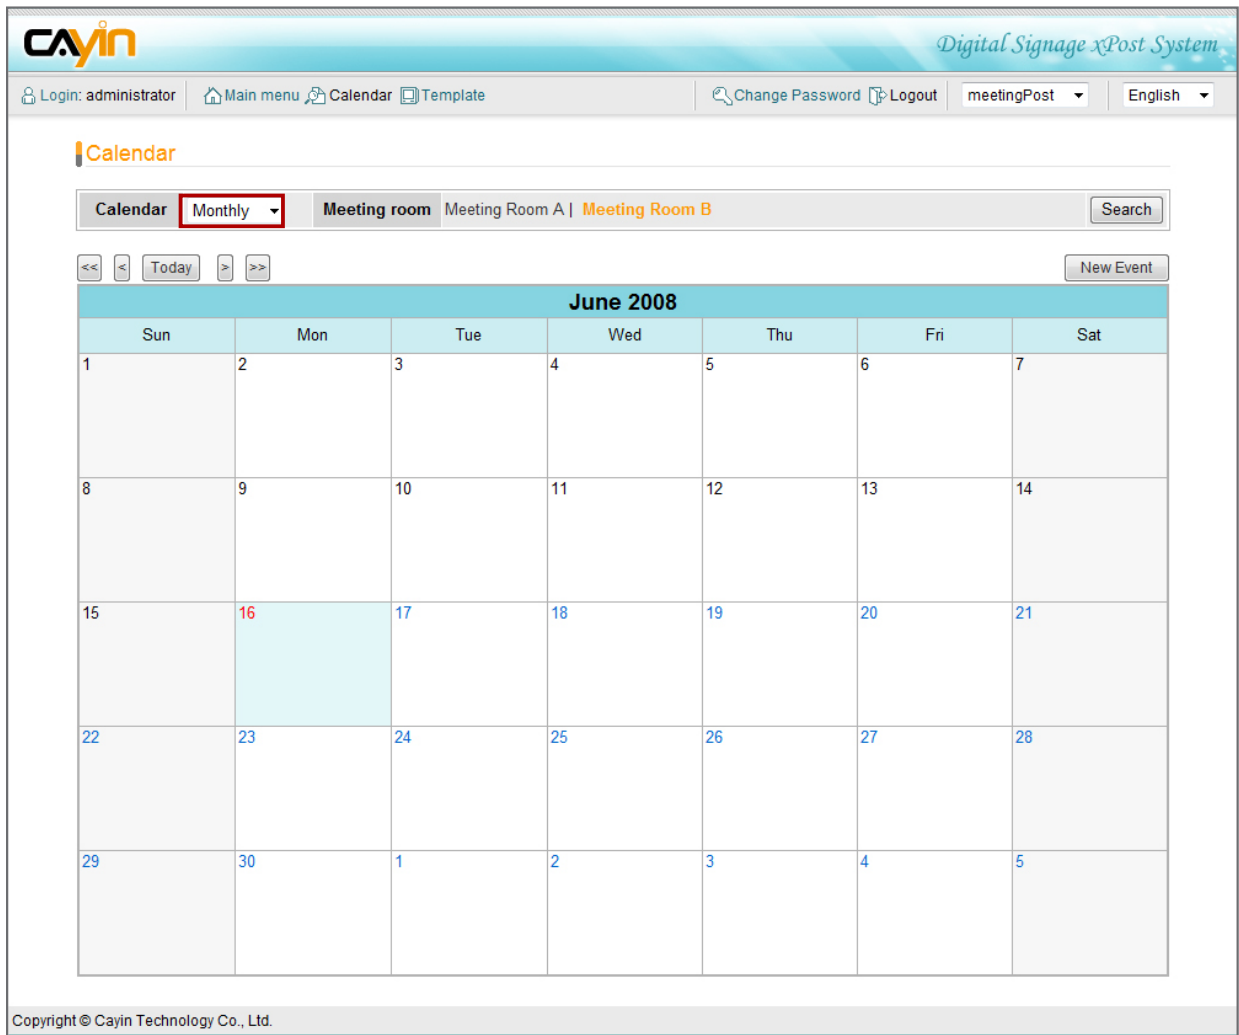 CAYIN
Digital Signage xPost System
Login: administrator Main menu Calendar Template Change Password Logout meetingPost English
Calendar
Calendar Monthly Meeting room Meeting Room A | Meeting Room B Search
<< < Today > >> New Event
June 2008
Sun Mon Tue Wed Thu Fri Sat
1 2 3 4 5 6 7
8 9 10 11 12 13 14
15 16 17 18 19 20 21
22 23 24 25 26 27 28
29 30 1 2 3 4 5
Copyright © Cayin Technology Co., Ltd.